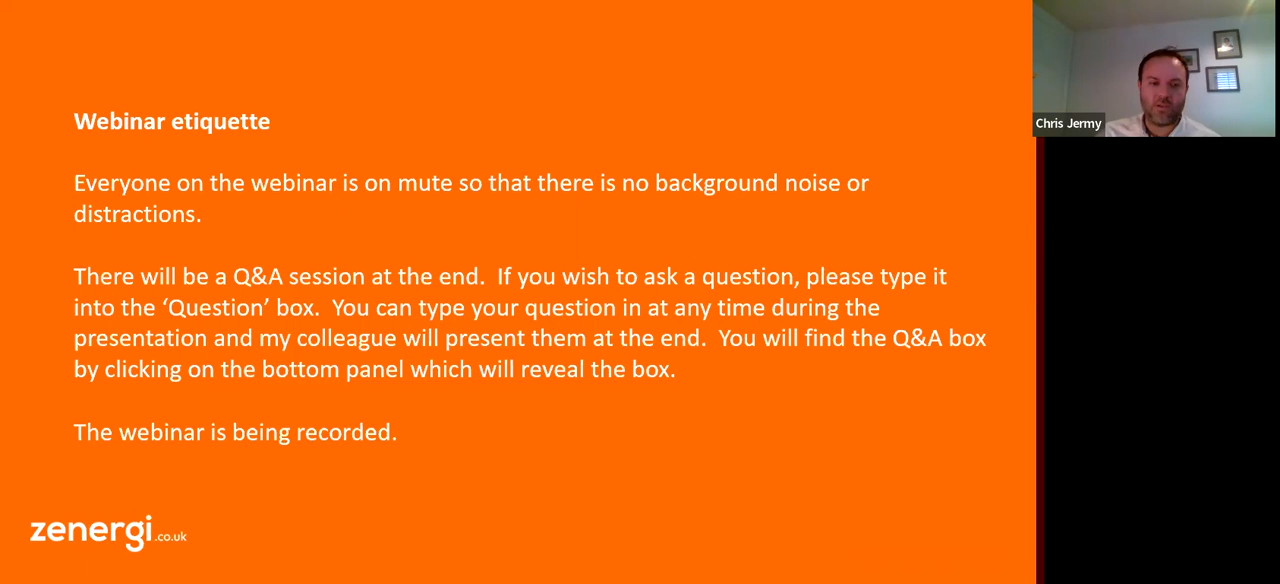 Webinar etiquette
Everyone on the webinar is on mute so that there is no background noise or
distractions.
There will be a Q&A session at the end.  If you wish to ask a question, please type it
into the ‘Question’ box.  You can type your question in at any time during the
presentation and my colleague will present them at the end.  You will find the Q&A box
by clicking on the bottom panel which will reveal the box.
The webinar is being recorded.
zenergi.co.uk
Chris Jermy